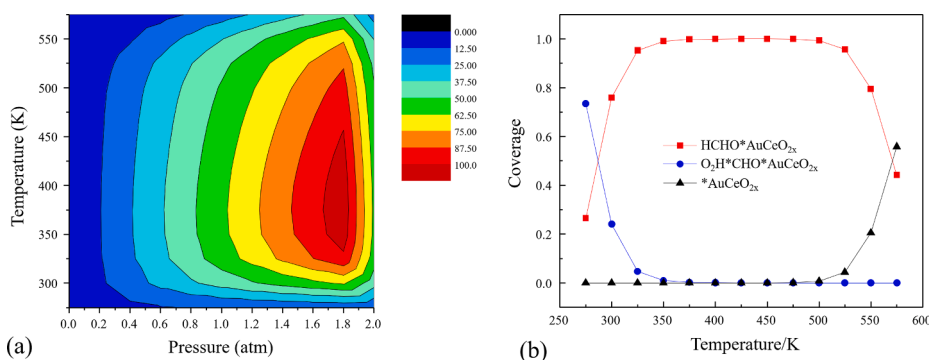 550
500
450
400
350
300
Temperature (K)
0.0 0.2 0.4 0.6 0.8 1.0 1.2 1.4 1.6 1.8 2.0
Pressure (atm)
(a)
0.000
12.50
25.00
37.50
50.00
62.50
75.00
87.50
100.0
1.0
0.8
0.6
0.4
0.2
0.0
Coverage
HCHO*AuCeO₂ₓ
O₂H*CHO*AuCeO₂ₓ
*AuCeO₂ₓ
250 300 350 400 450 500 550 600
Temperature/K
(b)